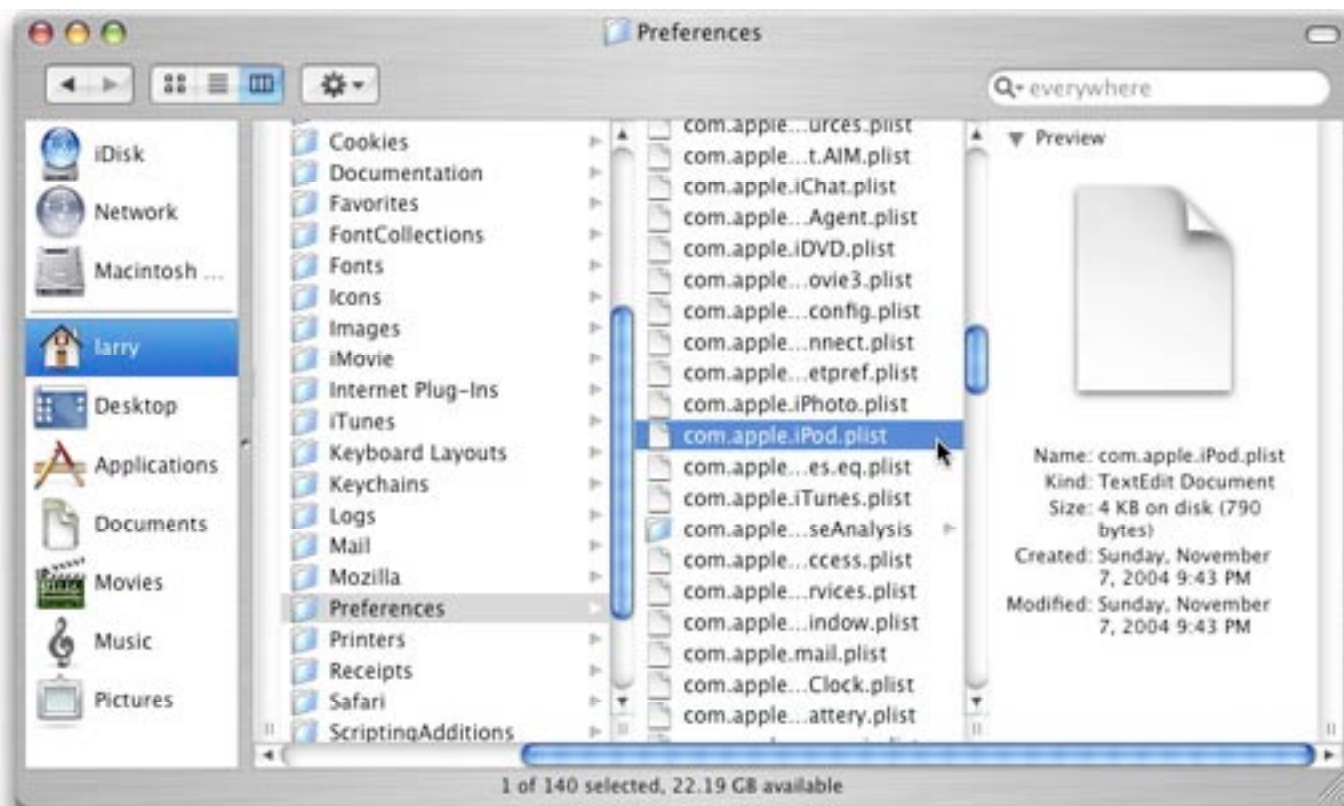 Preferences
everywhere
iDisk
Network
Macintosh ...
larry
Desktop
Applications
Documents
Movies
Music
Pictures
Cookies
Documentation
Favorites
FontCollections
Fonts
Icons
Images
iMovie
Internet Plug-Ins
iTunes
Keyboard Layouts
Keychains
Logs
Mail
Mozilla
Preferences
Printers
Receipts
Safari
ScriptingAdditions
com.apple...urces.plist
com.apple...t.AIM.plist
com.apple.iChat.plist
com.apple...Agent.plist
com.apple.iDVD.plist
com.apple...ovie3.plist
com.apple...config.plist
com.apple...nnect.plist
com.apple...etpref.plist
com.apple.iPhoto.plist
com.apple.iPod.plist
com.apple...es.eq.plist
com.apple.iTunes.plist
com.apple...seAnalysis
com.apple...ccess.plist
com.apple...rvices.plist
com.apple...indow.plist
com.apple.mail.plist
com.apple...Clock.plist
com.apple...attery.plist
Preview
Name: com.apple.iPod.plist
Kind: TextEdit Document
Size: 4 KB on disk (790
bytes)
Created: Sunday, November
7, 2004 9:43 PM
Modified: Sunday, November
7, 2004 9:43 PM
1 of 140 selected, 22.19 GB available